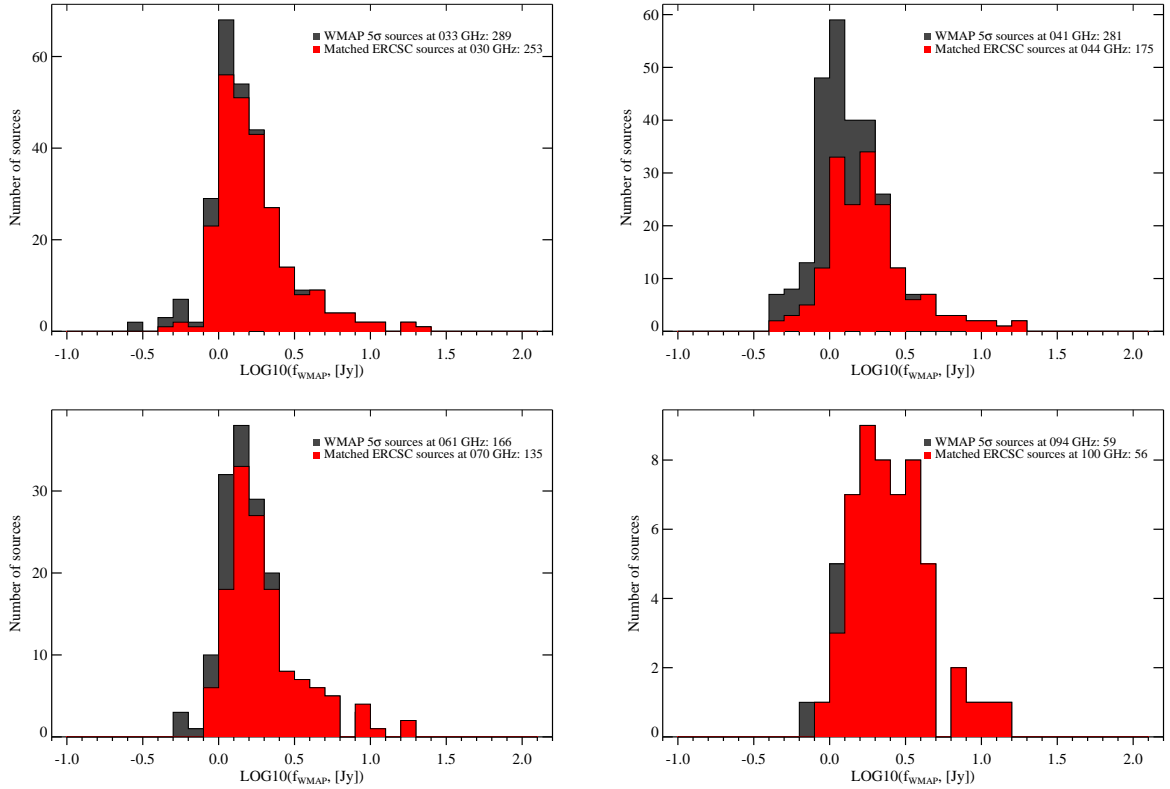 WMAP 5σ sources at 033 GHz: 289
Matched ERCSC sources at 030 GHz: 253
Number of sources
60
40
20
0
-1.0 -0.5 0.0 0.5 1.0 1.5 2.0
LOG10(fWMAP, [Jy])
WMAP 5σ sources at 041 GHz: 281
Matched ERCSC sources at 044 GHz: 175
Number of sources
60
50
40
30
20
10
0
-1.0 -0.5 0.0 0.5 1.0 1.5 2.0
LOG10(fWMAP, [Jy])
WMAP 5σ sources at 061 GHz: 166
Matched ERCSC sources at 070 GHz: 135
Number of sources
30
20
10
0
-1.0 -0.5 0.0 0.5 1.0 1.5 2.0
LOG10(fWMAP, [Jy])
WMAP 5σ sources at 094 GHz: 59
Matched ERCSC sources at 100 GHz: 56
Number of sources
8
6
4
2
0
-1.0 -0.5 0.0 0.5 1.0 1.5 2.0
LOG10(fWMAP, [Jy])